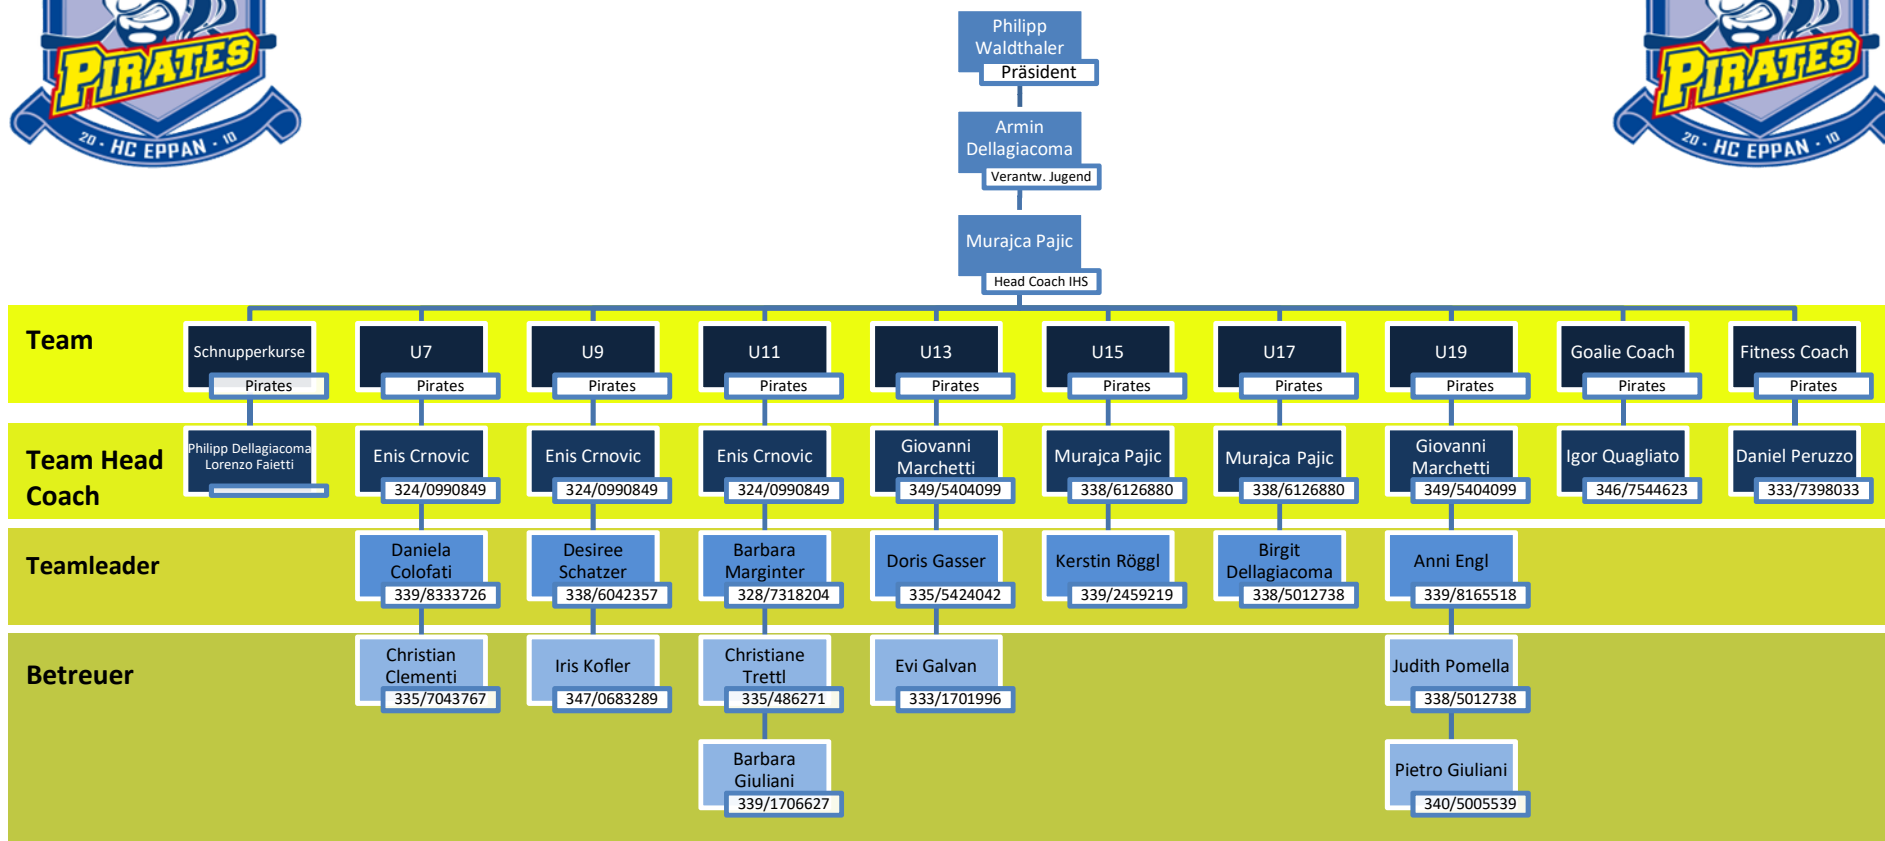 PIRATES
20 - HC EPPAN - 10
PIRATES
20 - HC EPPAN - 10
Philipp
Waldthaler
Präsident
Armin
Dellagiacoma
Verantw. Jugend
Murajca Pajic
Head Coach IHS
Team
Schnupperkurse
Pirates
U7
Pirates
U9
Pirates
U11
Pirates
U13
Pirates
U15
Pirates
U17
Pirates
U19
Pirates
Goalie Coach
Pirates
Fitness Coach
Pirates
Team Head
Coach
Philipp Dellagiacoma
Lorenzo Faietti
Enis Crnovic
324/0990849
Enis Crnovic
324/0990849
Enis Crnovic
324/0990849
Giovanni
Marchetti
349/5404099
Murajca Pajic
338/6126880
Murajca Pajic
338/6126880
Giovanni
Marchetti
349/5404099
Igor Quagliato
346/7544623
Daniel Peruzzo
333/7398033
Teamleader
Daniela
Colofati
339/8333726
Desiree
Schatzer
338/6042357
Barbara
Marginter
328/7318204
Doris Gasser
335/5424042
Kerstin Röggl
339/2459219
Birgit
Dellagiacoma
338/5012738
Anni Engl
339/8165518
Betreuer
Christian
Clementi
335/7043767
Iris Kofler
347/0683289
Christiane
Trettl
335/486271
Evi Galvan
333/1701996
Judith Pomella
338/5012738
Barbara
Giuliani
339/1706627
Pietro Giuliani
340/5005539